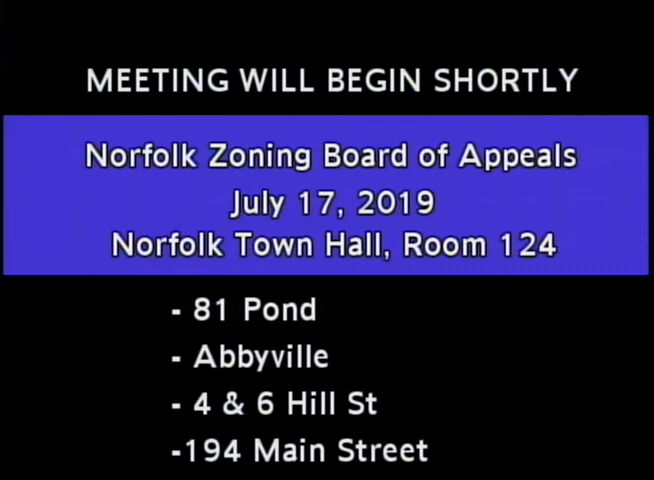 MEETING WILL BEGIN SHORTLY
Norfolk Zoning Board of Appeals
July 17, 2019
Norfolk Town Hall, Room 124
- 81 Pond
- Abbyville
- 4 & 6 Hill St
-194 Main Street